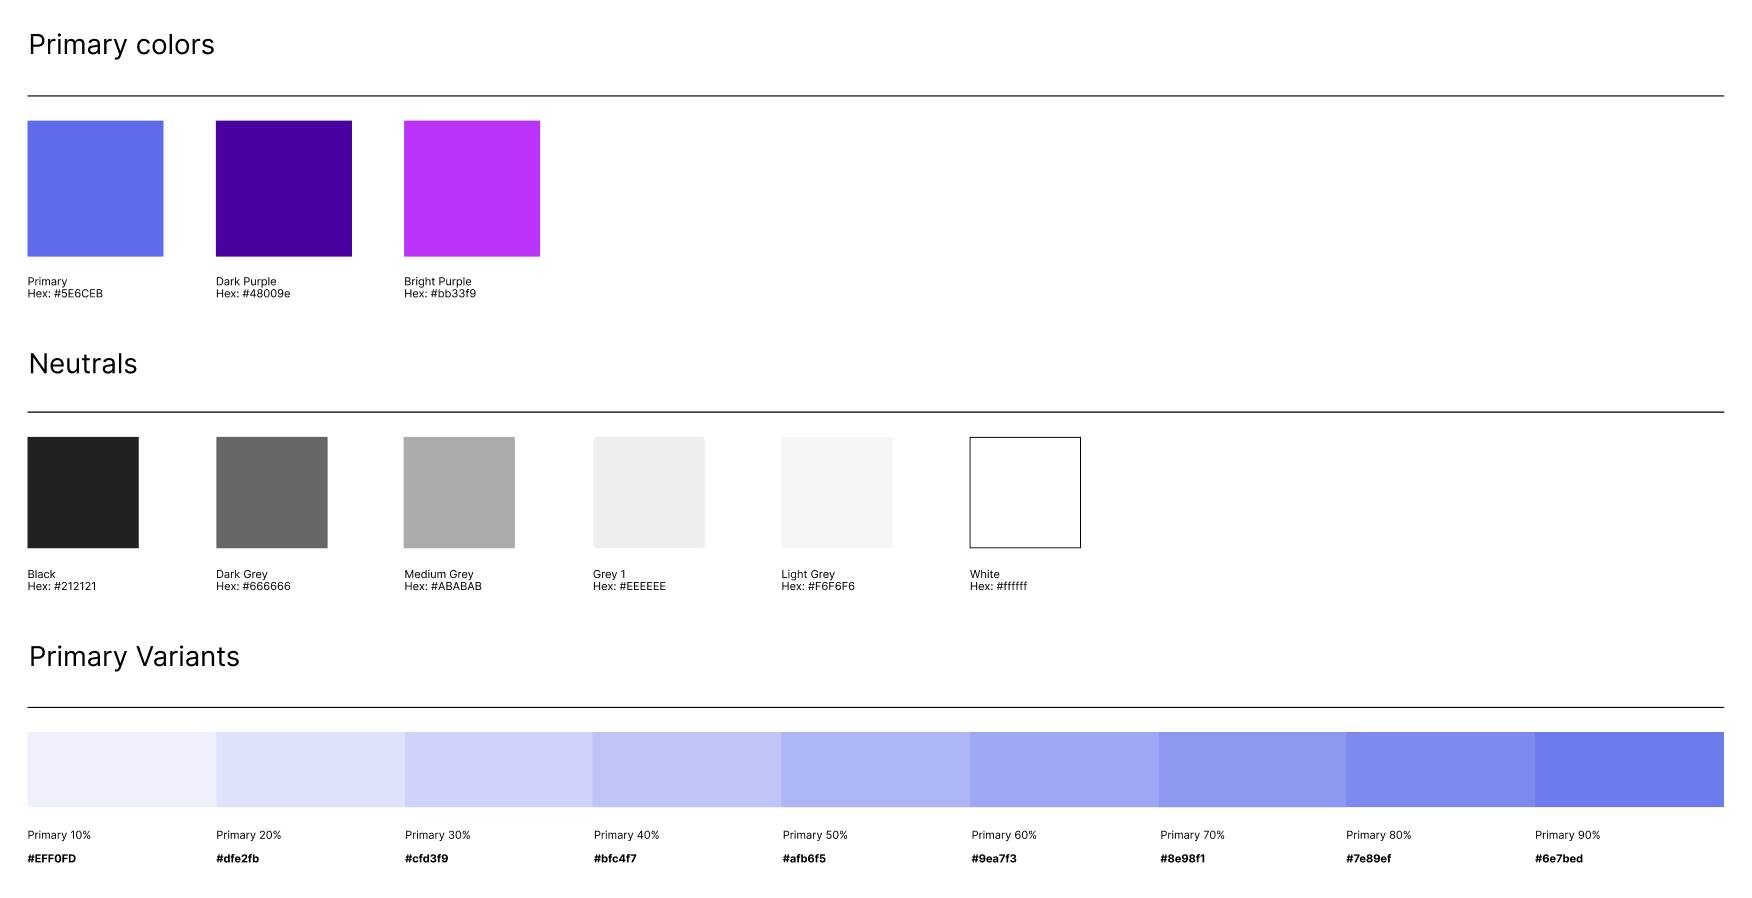 Primary colors
Primary
Hex: #5E6CEB
Dark Purple
Hex: #48009e
Bright Purple
Hex: #bb33f9
Neutrals
Black
Hex: #212121
Dark Grey
Hex: #666666
Medium Grey
Hex: #ABABAB
Grey 1
Hex: #EEEEEE
Light Grey
Hex: #F6F6F6
White
Hex: #ffffff
Primary Variants
Primary 10%
#EFF0FD
Primary 20%
#dfe2fb
Primary 30%
#cfd3f9
Primary 40%
#bfc4f7
Primary 50%
#afb6f5
Primary 60%
#9ea7f3
Primary 70%
#8e98f1
Primary 80%
#7e89ef
Primary 90%
#6e7bed